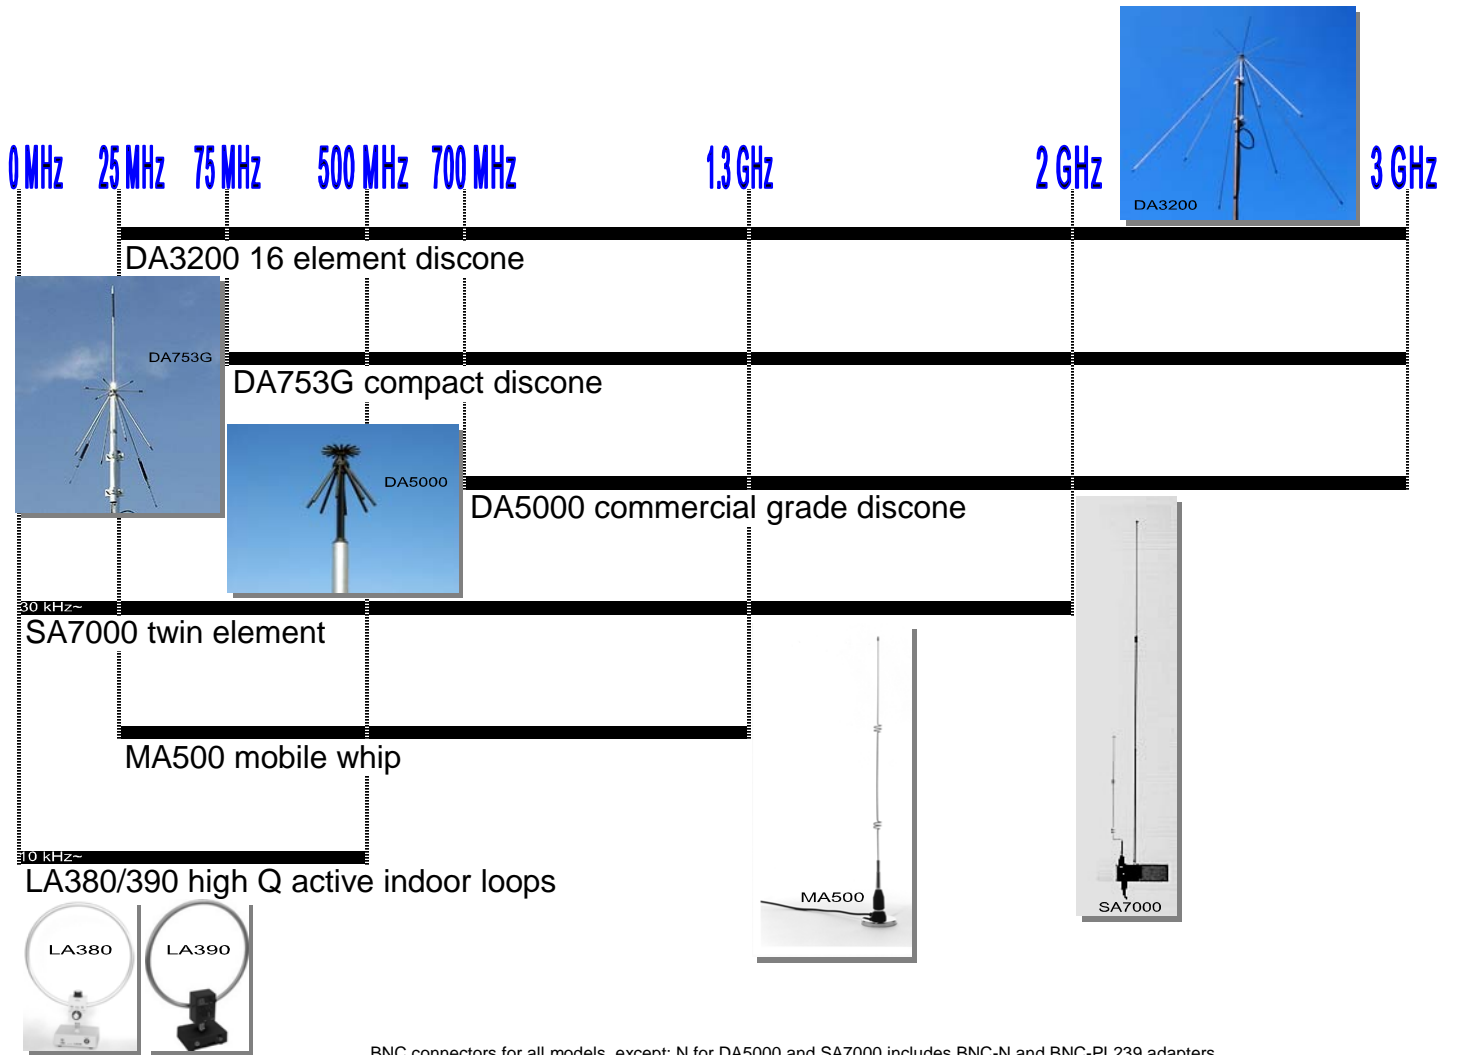 0 MHz 25 MHz 75 MHz 500 MHz 700 MHz 1.3 GHz 2 GHz 3 GHz
DA3200
DA3200 16 element discone
DA753G
DA753G compact discone
DA5000
DA5000 commercial grade discone
30 kHz~
SA7000 twin element
MA500 mobile whip
10 kHz~
LA380/390 high Q active indoor loops
MA500
SA7000
LA380
LA390
BNC connectors for all models, except: N for DA5000 and SA7000 includes BNC-N and BNC-PL239 adapters